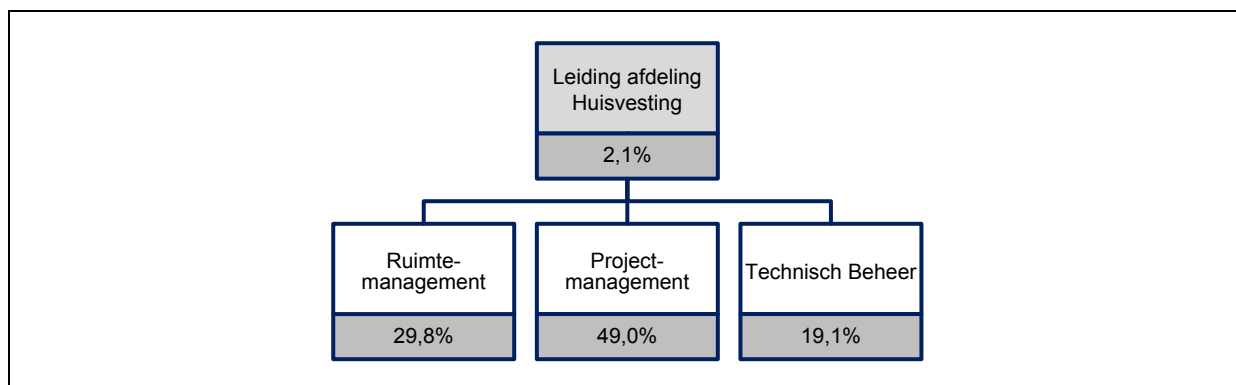 Leiding afdeling
Huisvesting
2,1%
Ruimte-
management
29,8%
Project-
management
49,0%
Technisch Beheer
19,1%